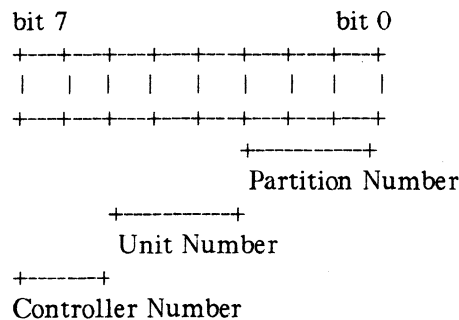 bit 7 bit 0
+----+----+----+----+----+----+----+----+
| | | | | | | | |
+----+----+----+----+----+----+----+----+
+-------------+
Partition Number
+-------------+
Unit Number
+--------+
Controller Number